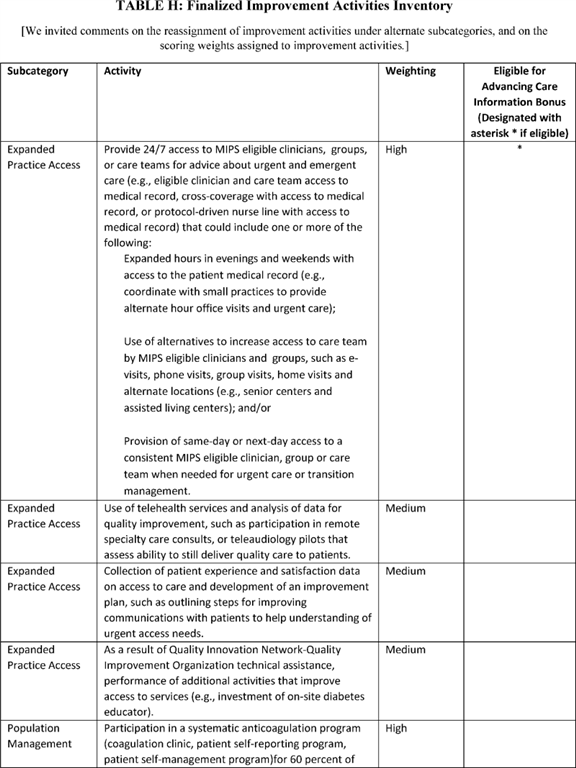 TABLE H: Finalized Improvement Activities Inventory
[We invited comments on the reassignment of improvement activities under alternate subcategories, and on the
scoring weights assigned to improvement activities.]
Subcategory Activity Weighting Eligible for
Advancing Care
Information Bonus
(Designated with
asterisk * if eligible)
Expanded Provide 24/7 access to MIPS eligible clinicians, groups, High *
Practice Access or care teams for advice about urgent and emergent
care (e.g., eligible clinician and care team access to
medical record, cross-coverage with access to medical
record, or protocol-driven nurse line with access to
medical record) that could include one or more of the
following:
Expanded hours in evenings and weekends with
access to the patient medical record (e.g.,
coordinate with small practices to provide
alternate hour office visits and urgent care);
Use of alternatives to increase access to care team
by MIPS eligible clinicians and groups, such as e-
visits, phone visits, group visits, home visits and
alternate locations (e.g., senior centers and
assisted living centers); and/or
Provision of same-day or next-day access to a
consistent MIPS eligible clinician, group or care
team when needed for urgent care or transition
management.
Expanded Use of telehealth services and analysis of data for Medium
Practice Access quality improvement, such as participation in remote
specialty care consults, or teleaudiology pilots that
assess ability to still deliver quality care to patients.
Expanded Collection of patient experience and satisfaction data Medium
Practice Access on access to care and development of an improvement
plan, such as outlining steps for improving
communications with patients to help understanding of
urgent access needs.
Expanded As a result of Quality Innovation Network-Quality Medium
Practice Access Improvement Organization technical assistance,
performance of additional activities that improve
access to services (e.g., investment of on-site diabetes
educator).
Population Participation in a systematic anticoagulation program High
Management (coagulation clinic, patient self-reporting program,
patient self-management program)for 60 percent of